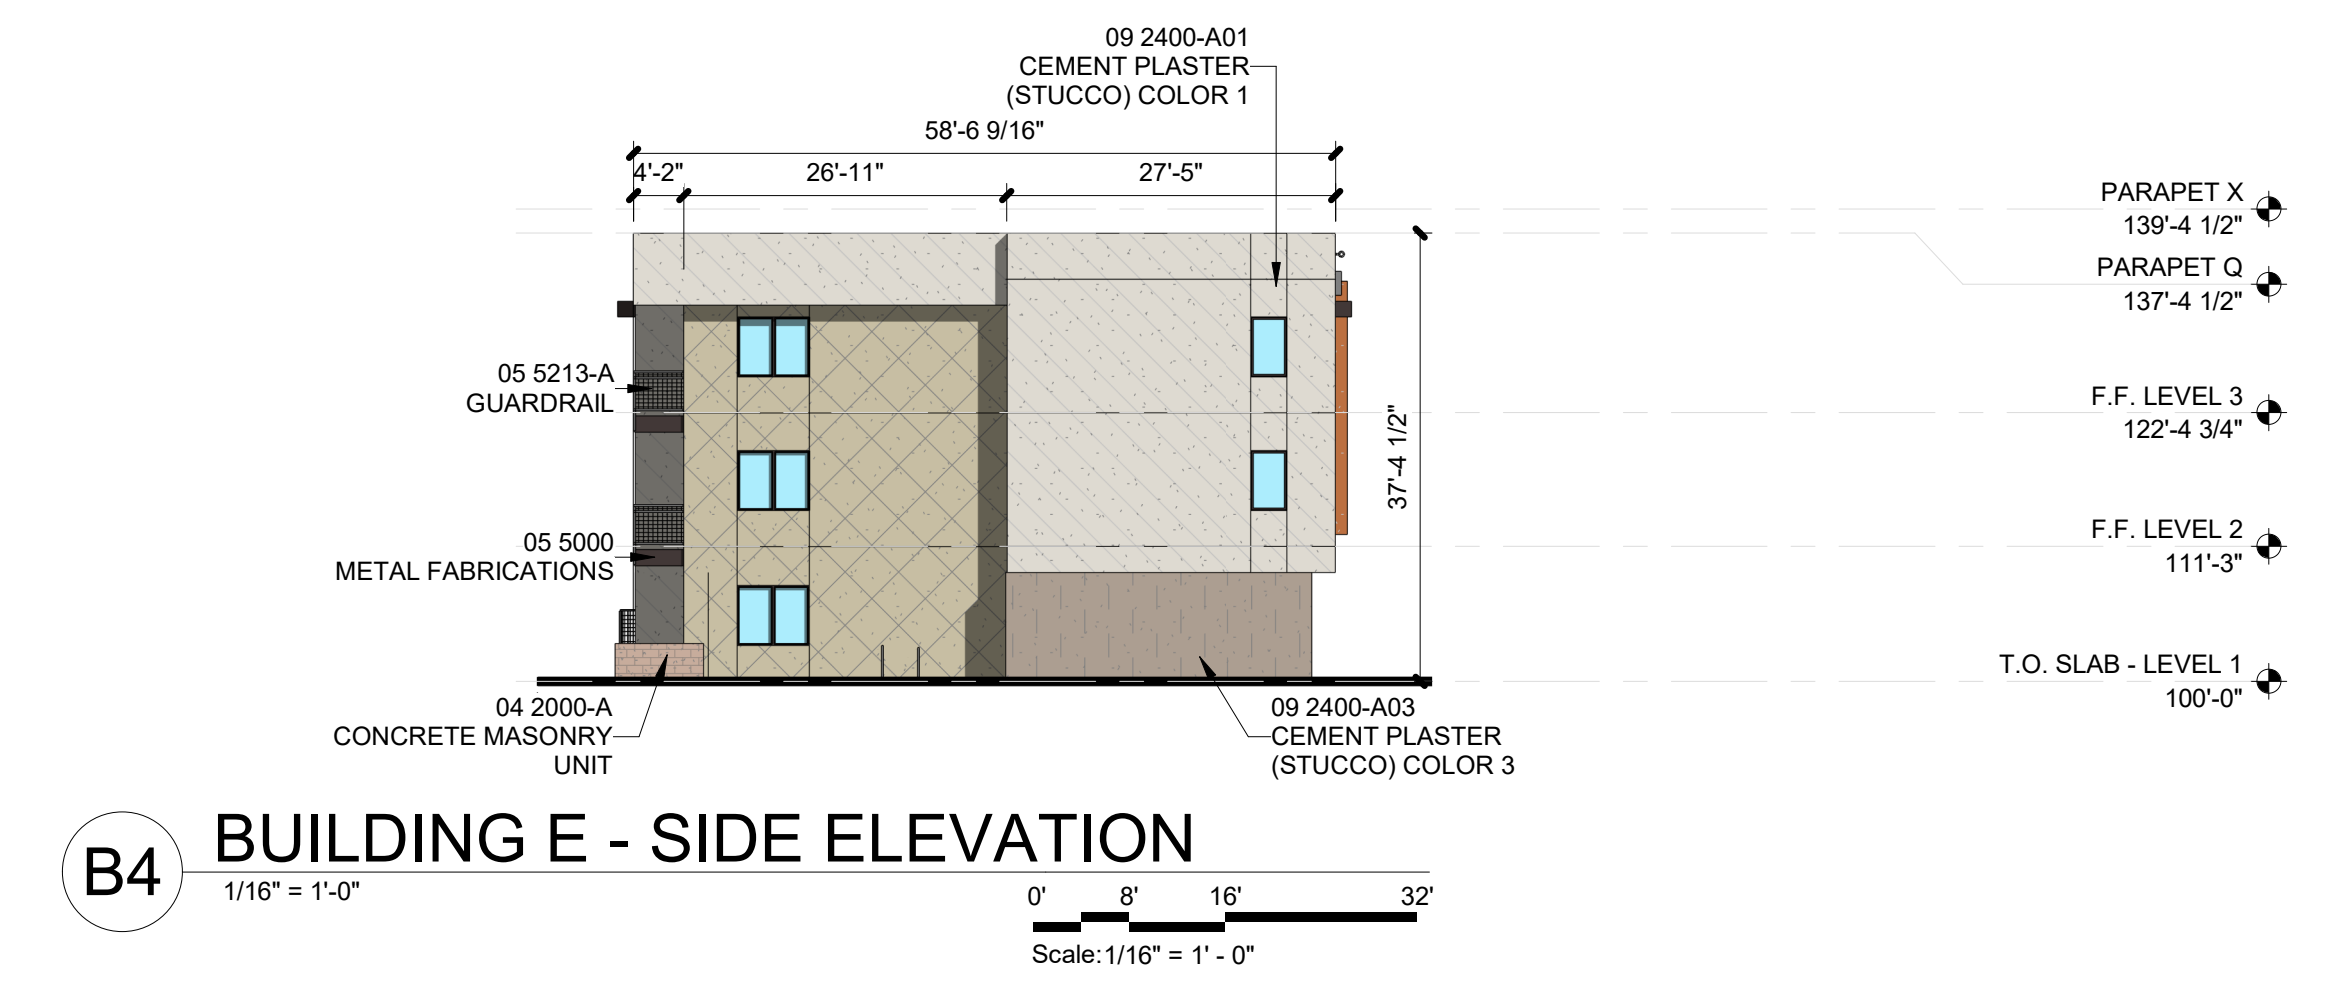 09 2400-A01
CEMENT PLASTER
(STUCCO) COLOR 1
58'-6 9/16"
4'-2"
26'-11"
27'-5"
PARAPET X
139'-4 1/2"
PARAPET Q
137'-4 1/2"
05 5213-A
GUARDRAIL
F.F. LEVEL 3
122'-4 3/4"
37'-4 1/2"
05 5000
METAL FABRICATIONS
F.F. LEVEL 2
111'-3"
T.O. SLAB - LEVEL 1
100'-0"
04 2000-A
CONCRETE MASONRY
UNIT
09 2400-A03
CEMENT PLASTER
(STUCCO) COLOR 3
B4
BUILDING E - SIDE ELEVATION
1/16" = 1'-0"
0' 8' 16' 32'
Scale:1/16" = 1' - 0"